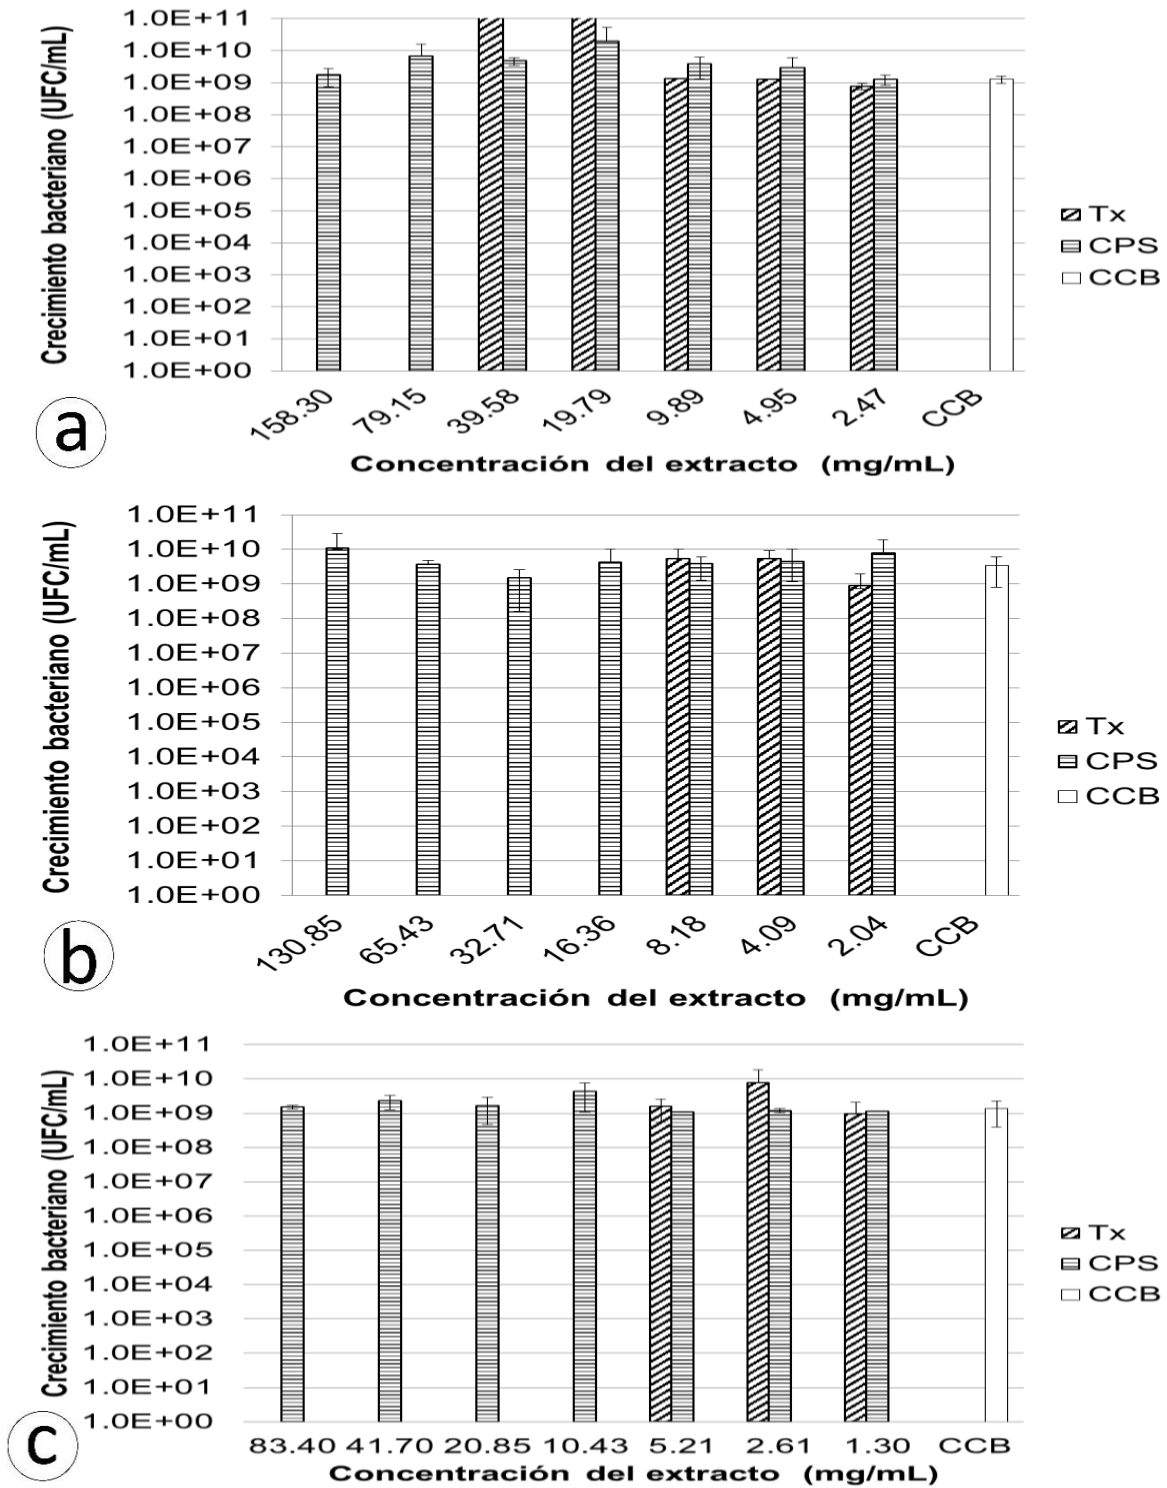 Crecimiento bacteriano (UFC/mL)
1.0E+11
1.0E+10
1.0E+09
1.0E+08
1.0E+07
1.0E+06
1.0E+05
1.0E+04
1.0E+03
1.0E+02
1.0E+01
1.0E+00
158.30 79.15 39.58 19.79 9.89 4.95 2.47 CCB
Concentración del extracto (mg/mL)
Tx
CPS
CCB
a
Crecimiento bacteriano (UFC/mL)
1.0E+11
1.0E+10
1.0E+09
1.0E+08
1.0E+07
1.0E+06
1.0E+05
1.0E+04
1.0E+03
1.0E+02
1.0E+01
1.0E+00
130.85 65.43 32.71 16.36 8.18 4.09 2.04 CCB
Concentración del extracto (mg/mL)
Tx
CPS
CCB
b
Crecimiento bacteriano (UFC/mL)
1.0E+11
1.0E+10
1.0E+09
1.0E+08
1.0E+07
1.0E+06
1.0E+05
1.0E+04
1.0E+03
1.0E+02
1.0E+01
1.0E+00
83.40 41.70 20.85 10.43 5.21 2.61 1.30 CCB
Concentración del extracto (mg/mL)
Tx
CPS
CCB
c